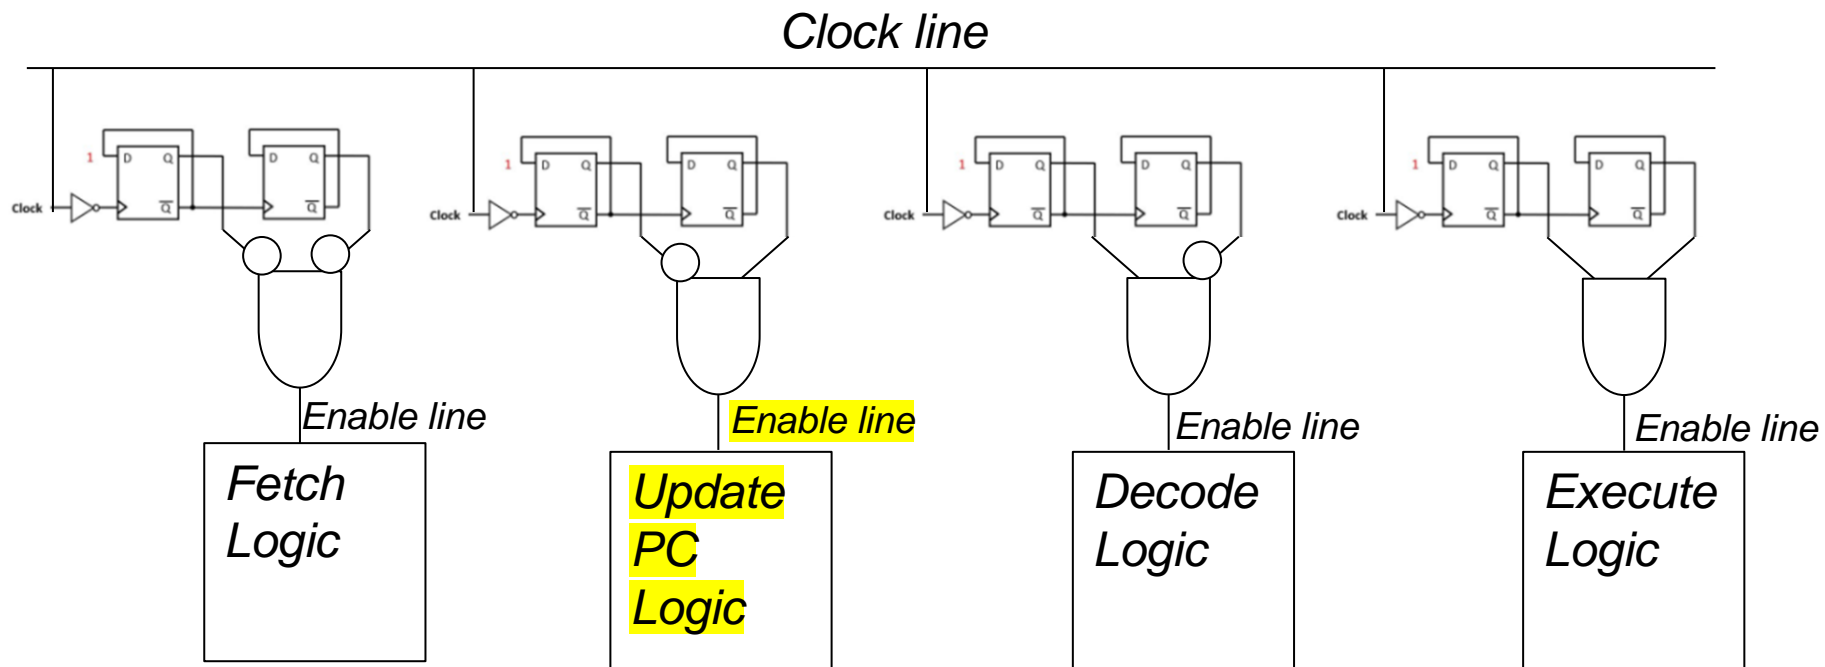 Clock line
1 D Q D Q
Clock Q Q
1 D Q D Q
Clock Q Q
1 D Q D Q
Clock Q Q
1 D Q D Q
Clock Q Q
Enable line
Enable line
Enable line
Enable line
Fetch
Logic
Update
PC
Logic
Decode
Logic
Execute
Logic